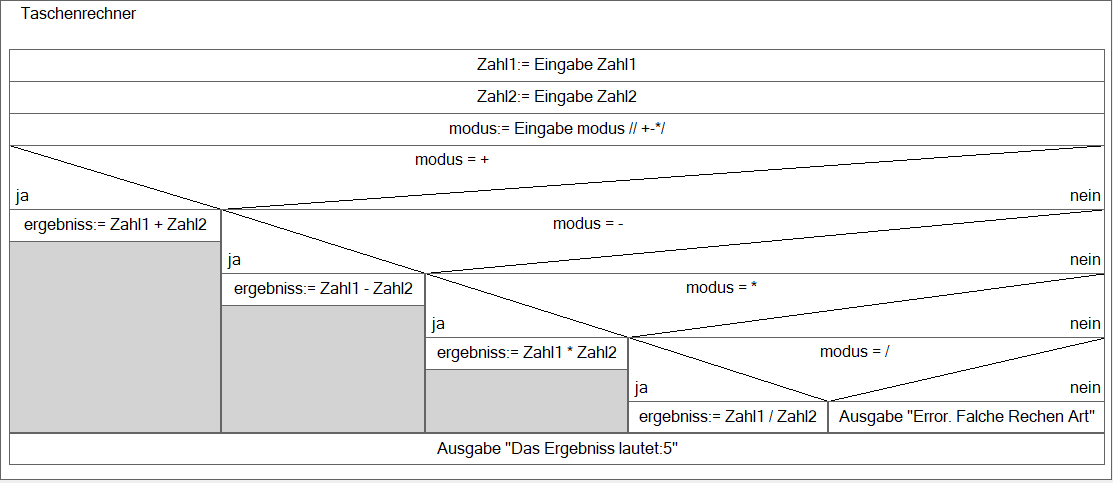 Taschenrechner
Zahl1:= Eingabe Zahl1
Zahl2:= Eingabe Zahl2
modus:= Eingabe modus // +-*/
modus = +
ja
nein
ergebniss:= Zahl1 + Zahl2
modus = -
ja
nein
ergebniss:= Zahl1 - Zahl2
modus = *
ja
nein
ergebniss:= Zahl1 * Zahl2
modus = /
ja
nein
ergebniss:= Zahl1 / Zahl2
Ausgabe "Error. Falche Rechen Art"
Ausgabe "Das Ergebniss lautet:5"